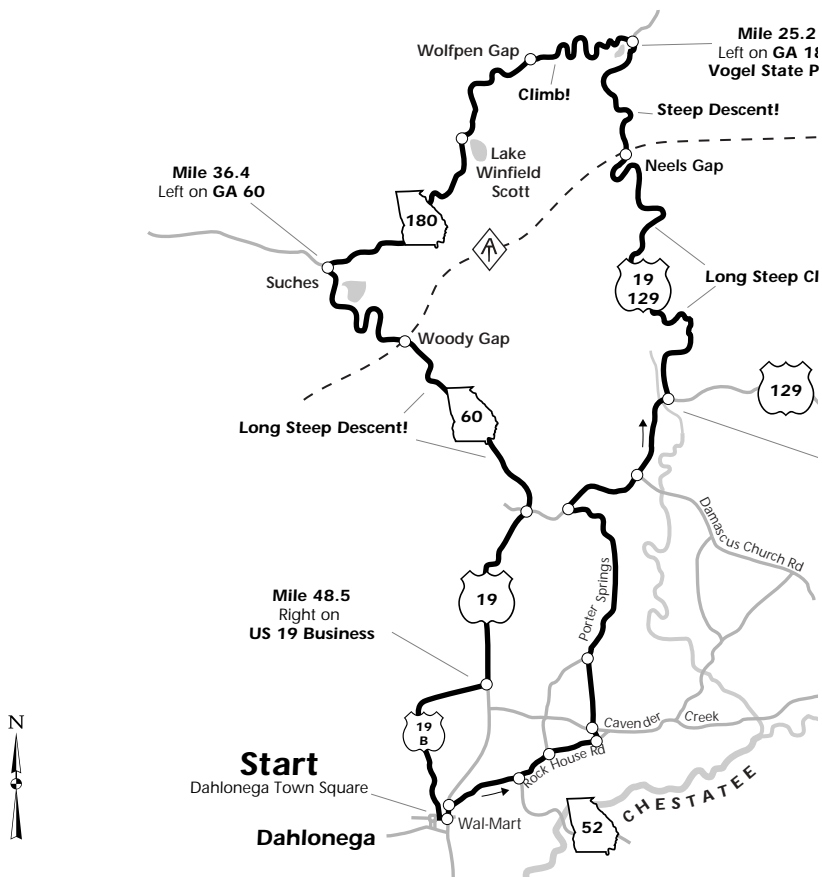 Mile 25.2
Left on GA 18
Vogel State P
Wolfpen Gap
Climb!
Steep Descent!
Lake
Winfield
Scott
Neels Gap
Mile 36.4
Left on GA 60
180
Suches
19
129
Long Steep Cl
Woody Gap
129
60
Long Steep Descent!
Damascus Church Rd
Porter Springs
19
Mile 48.5
Right on
US 19 Business
N
19
B
Cavender Creek
Rock House Rd
Start
Dahlonega Town Square
CHESTATEE
52
Wal-Mart
Dahlonega